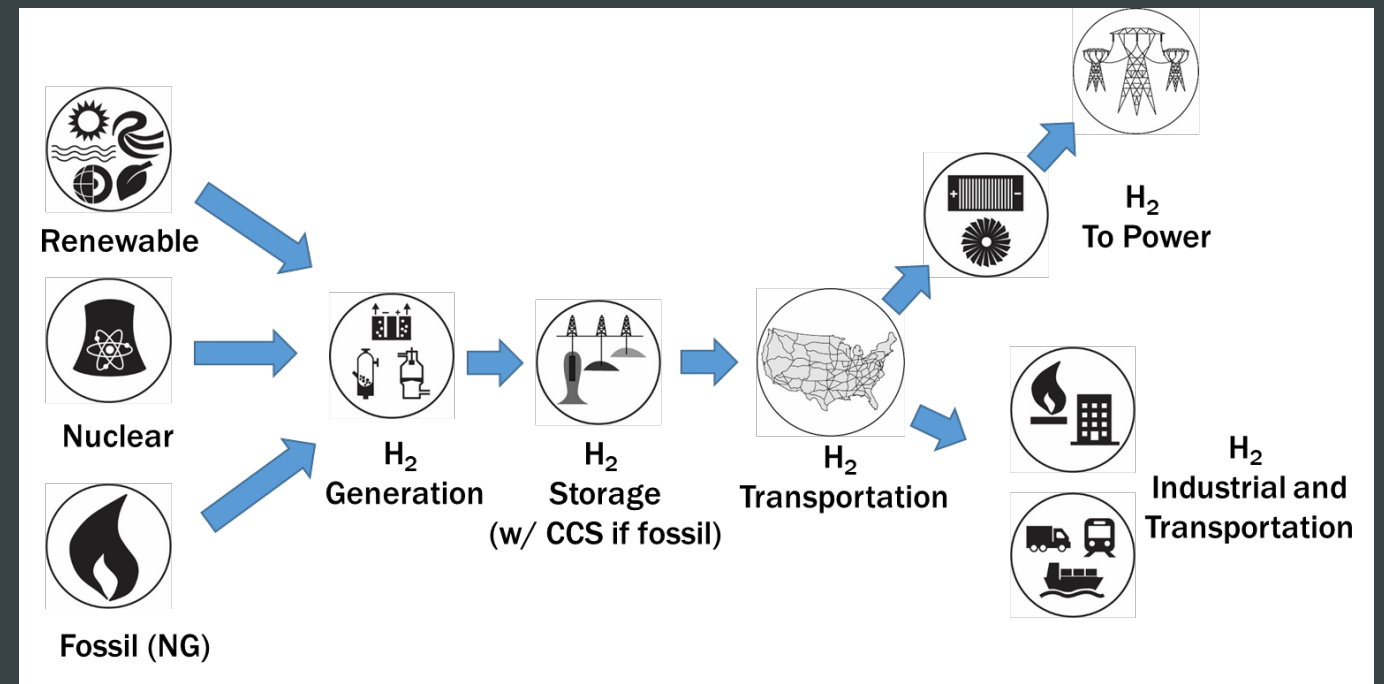 Renewable
Nuclear
Fossil (NG)
H₂
Generation
H₂
Storage
(w/ CCS if fossil)
H₂
Transportation
H₂
To Power
H₂
Industrial and
Transportation